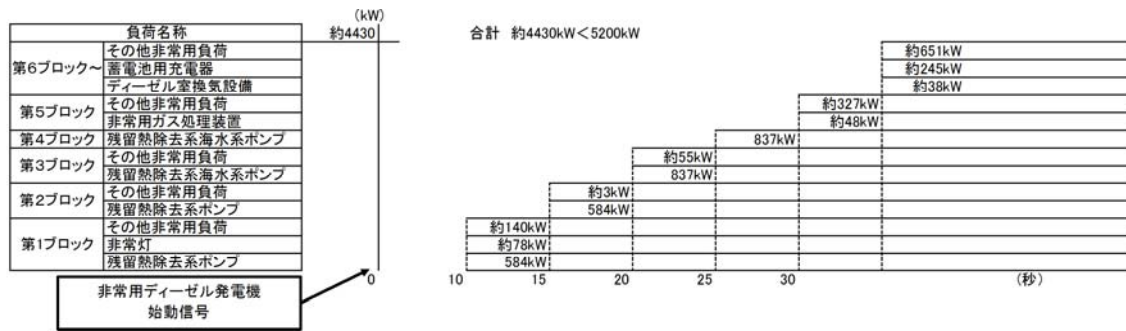 (kW)
負荷名称 約4430 合計 約4430kW＜5200kW
その他非常用負荷 約651kW
第6ブロック～ 蓄電池用充電器 約245kW
ディーゼル室換気設備 約38kW
第5ブロック その他非常用負荷 約327kW
非常用ガス処理装置 約48kW
第4ブロック 残留熱除去系海水系ポンプ 837kW
第3ブロック その他非常用負荷 約55kW
残留熱除去系海水系ポンプ 837kW
第2ブロック その他非常用負荷 約3kW
残留熱除去系ポンプ 584kW
その他非常用負荷 約140kW
第1ブロック 非常灯 約78kW
残留熱除去系ポンプ 584kW
0 10 15 20 25 30 (秒)
非常用ディーゼル発電機
始動信号